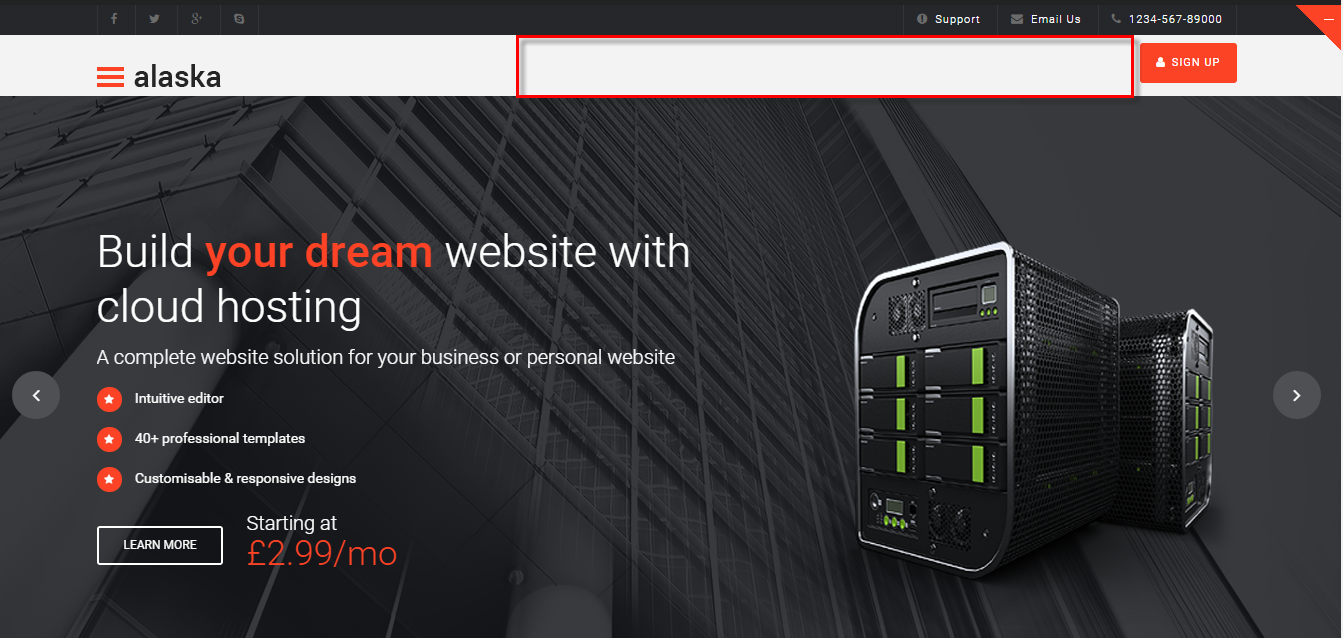 Support
Email Us
1234-567-89000
alaska
SIGN UP
Build your dream website with
cloud hosting
A complete website solution for your business or personal website
Intuitive editor
40+ professional templates
Customisable & responsive designs
LEARN MORE
Starting at
£2.99/mo